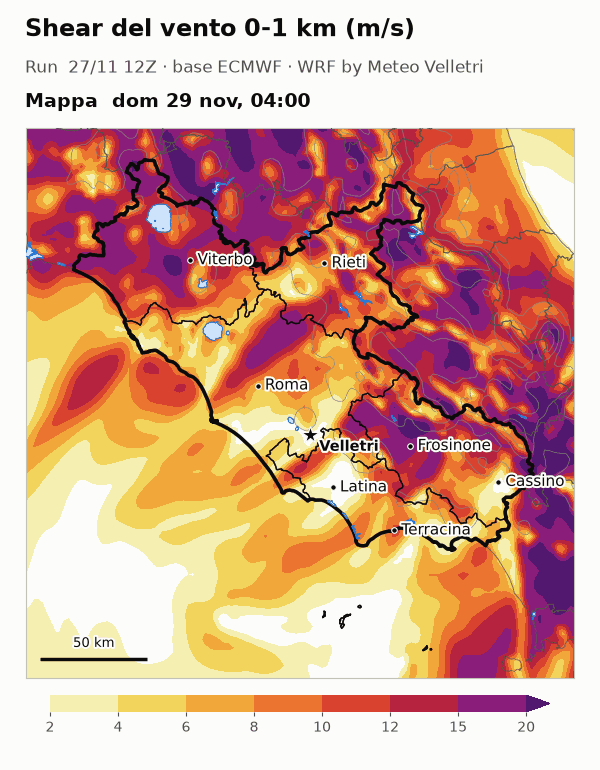 Shear del vento 0-1 km (m/s)
Run  27/11 12Z · base ECMWF · WRF by Meteo Velletri
Mappa  dom 29 nov, 04:00
Viterbo
Rieti
Roma
Velletri
Frosinone
Latina
Cassino
Terracina
50 km
2 4 6 8 10 12 15 20